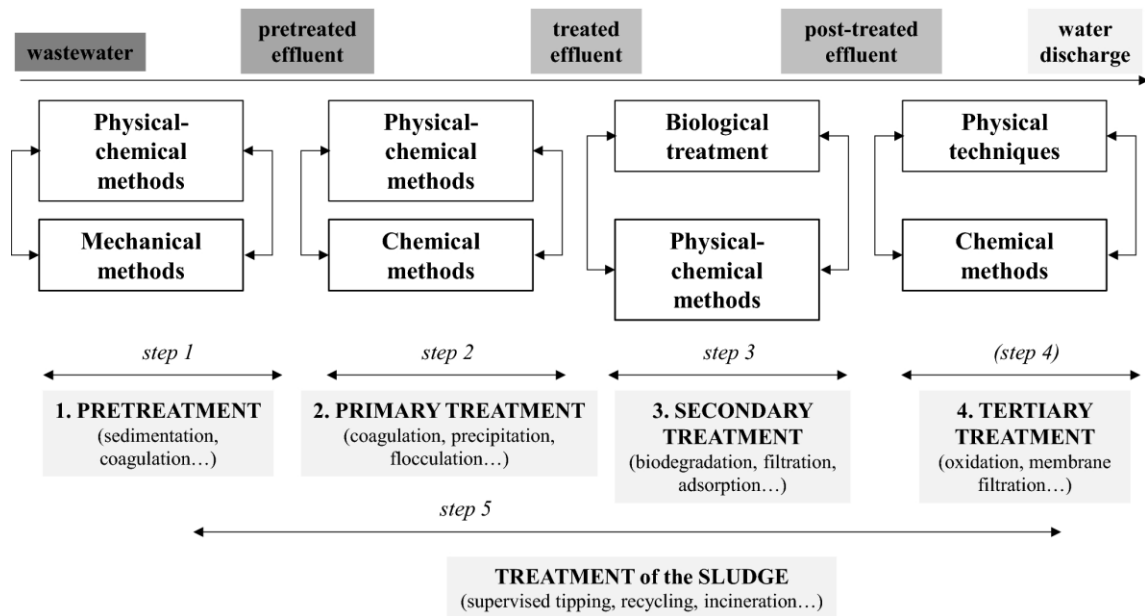 wastewater
pretreated
effluent
treated
effluent
post-treated
effluent
water
discharge
Physical-
chemical
methods
Mechanical
methods
Physical-
chemical
methods
Chemical
methods
Biological
treatment
Physical-
chemical
methods
Physical
techniques
Chemical
methods
step 1
step 2
step 3
(step 4)
1. PRETREATMENT
(sedimentation,
coagulation…)
2. PRIMARY TREATMENT
(coagulation, precipitation,
flocculation…)
3. SECONDARY
TREATMENT
(biodegradation, filtration,
adsorption…)
4. TERTIARY
TREATMENT
(oxidation, membrane
filtration…)
step 5
TREATMENT of the SLUDGE
(supervised tipping, recycling, incineration…)